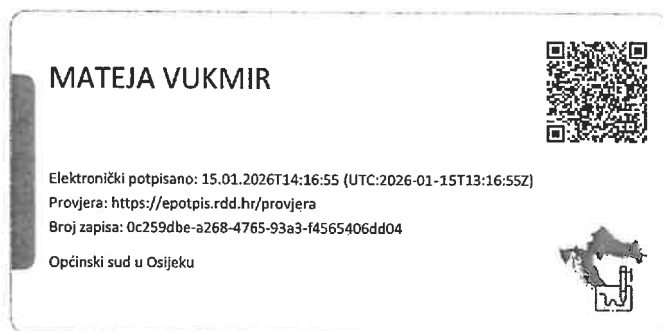 MATEJA VUKMIR
Elektronički potpisano: 15.01.2026T14:16:55 (UTC:2026-01-15T13:16:55Z)
Provjera: https://epotpis.rdd.hr/provjera
Broj zapisa: 0c259dbe-a268-4765-93a3-f4565406dd04
Općinski sud u Osijeku